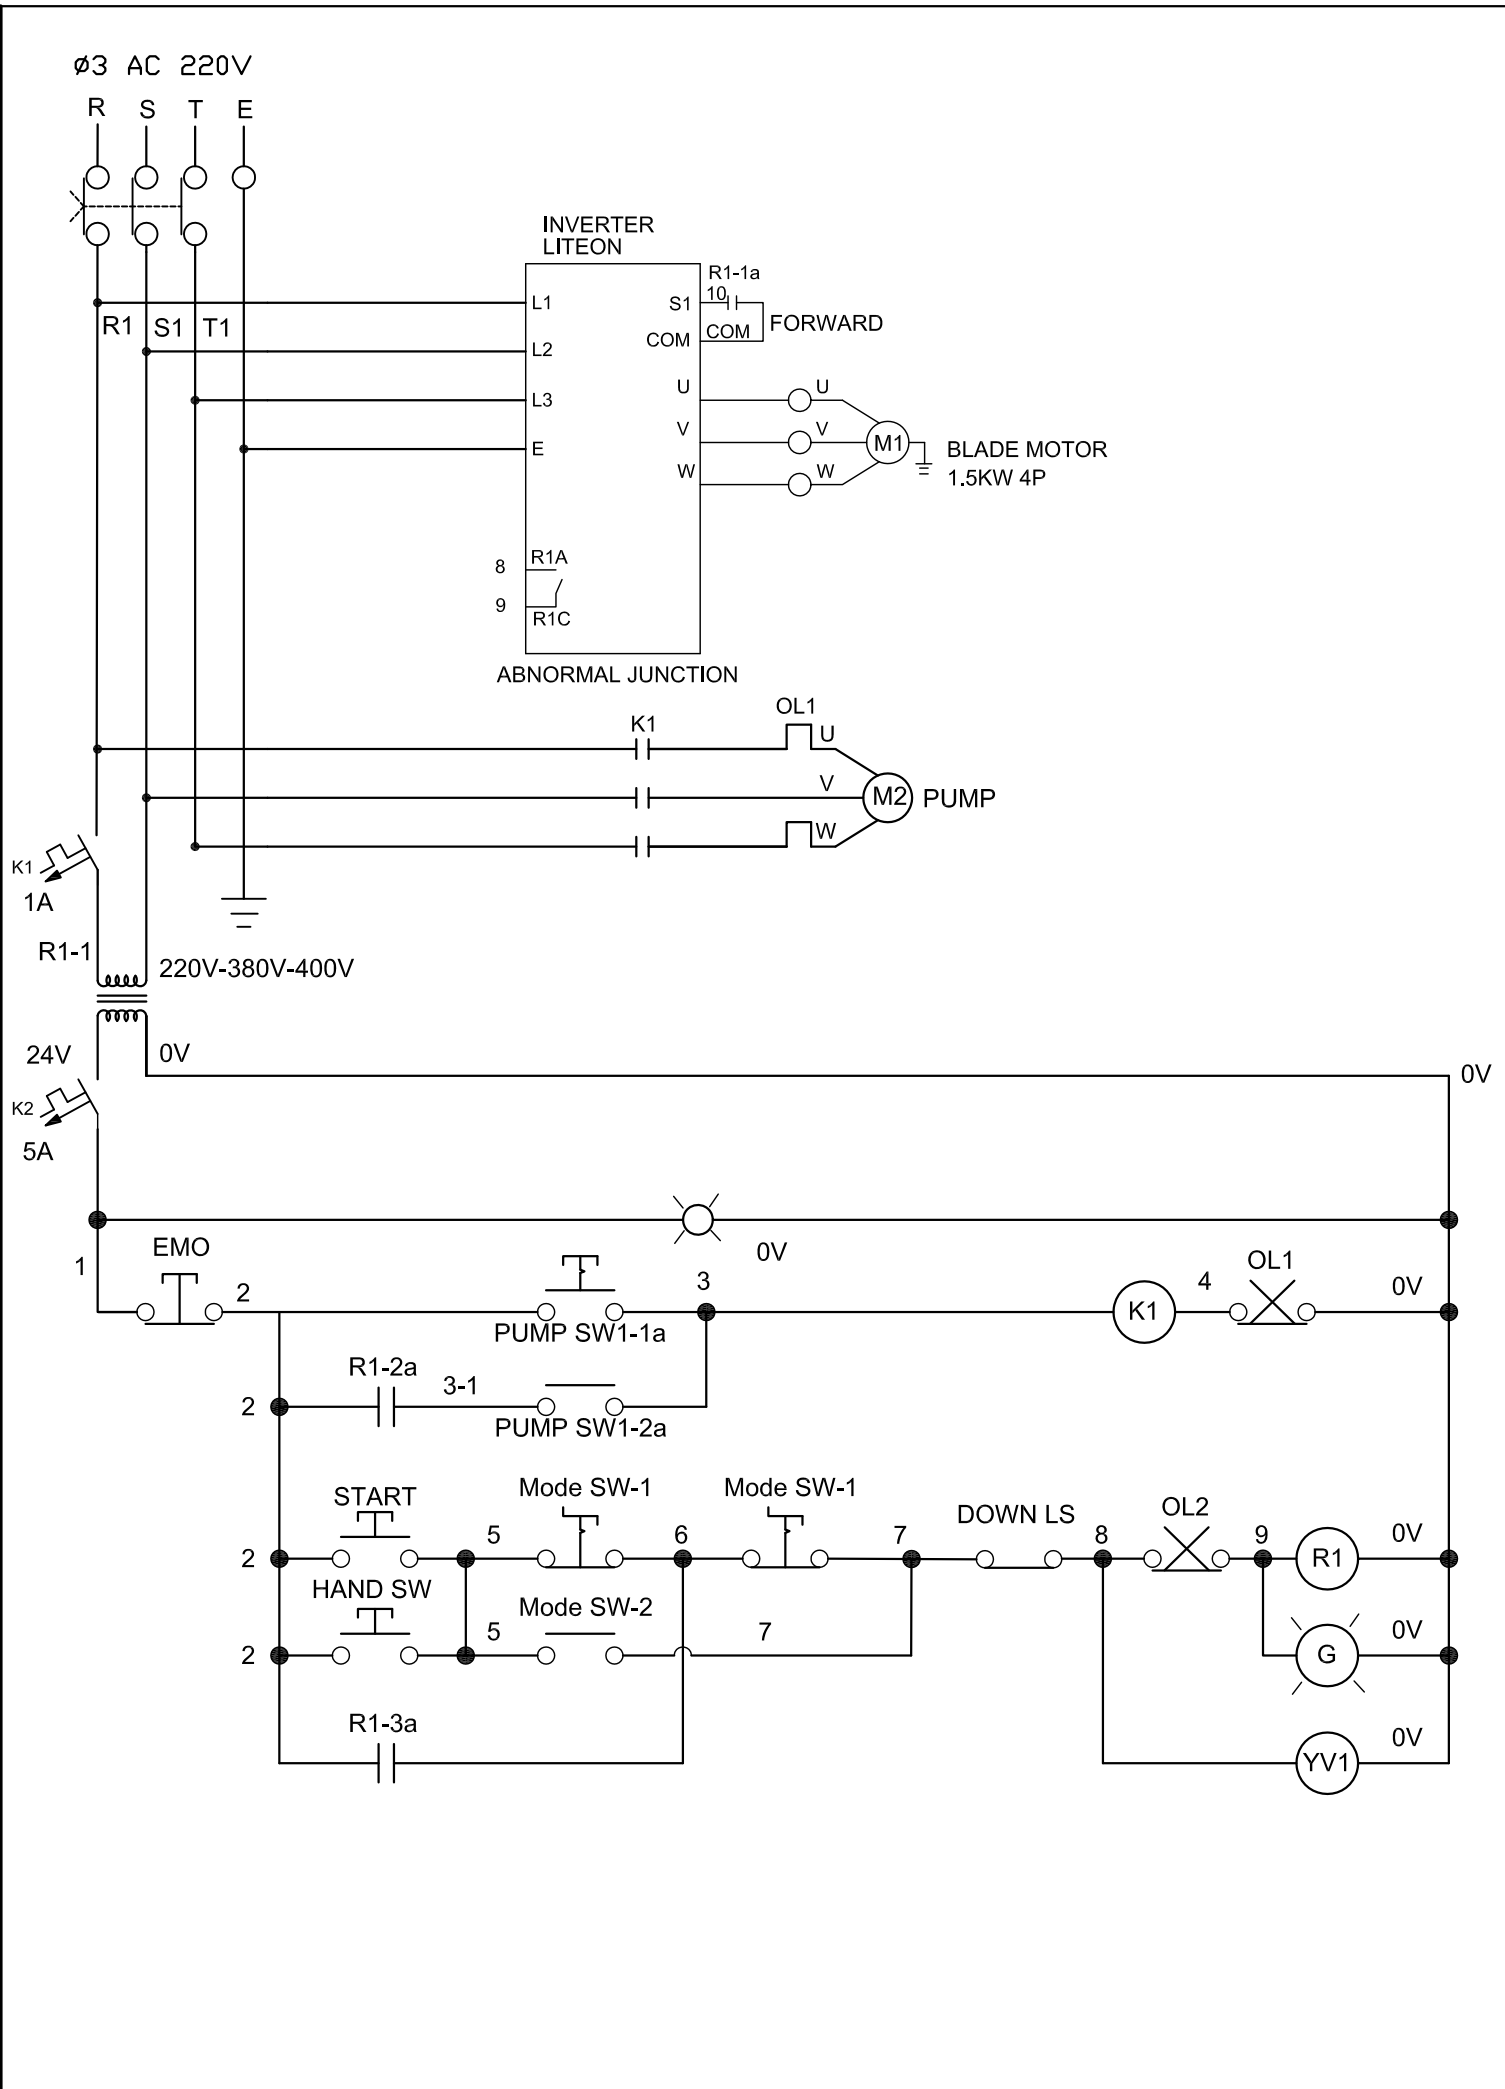 ø3 AC 220V
R S T E
INVERTER
LITEON
R1-1a
L1 S1 10
R1 S1 T1 FORWARD
COM COM
L2
U U
L3
V V
M1
E
BLADE MOTOR
W W
1.5KW 4P
8 R1A
9 R1C
ABNORMAL JUNCTION
K1 OL1
U
V
M2 PUMP
W
K1
1A
R1-1
220V-380V-400V
24V 0V
0V
K2
5A
0V
1 EMO 2
3 OL1
K1 4 0V
PUMP SW1-1a
R1-2a
3-1
2
PUMP SW1-2a
START Mode SW-1 Mode SW-1
DOWN LS OL2
5 6 7 8 9 0V
2 R1
HAND SW
Mode SW-2
5 7 0V
2 G
R1-3a
0V
YV1